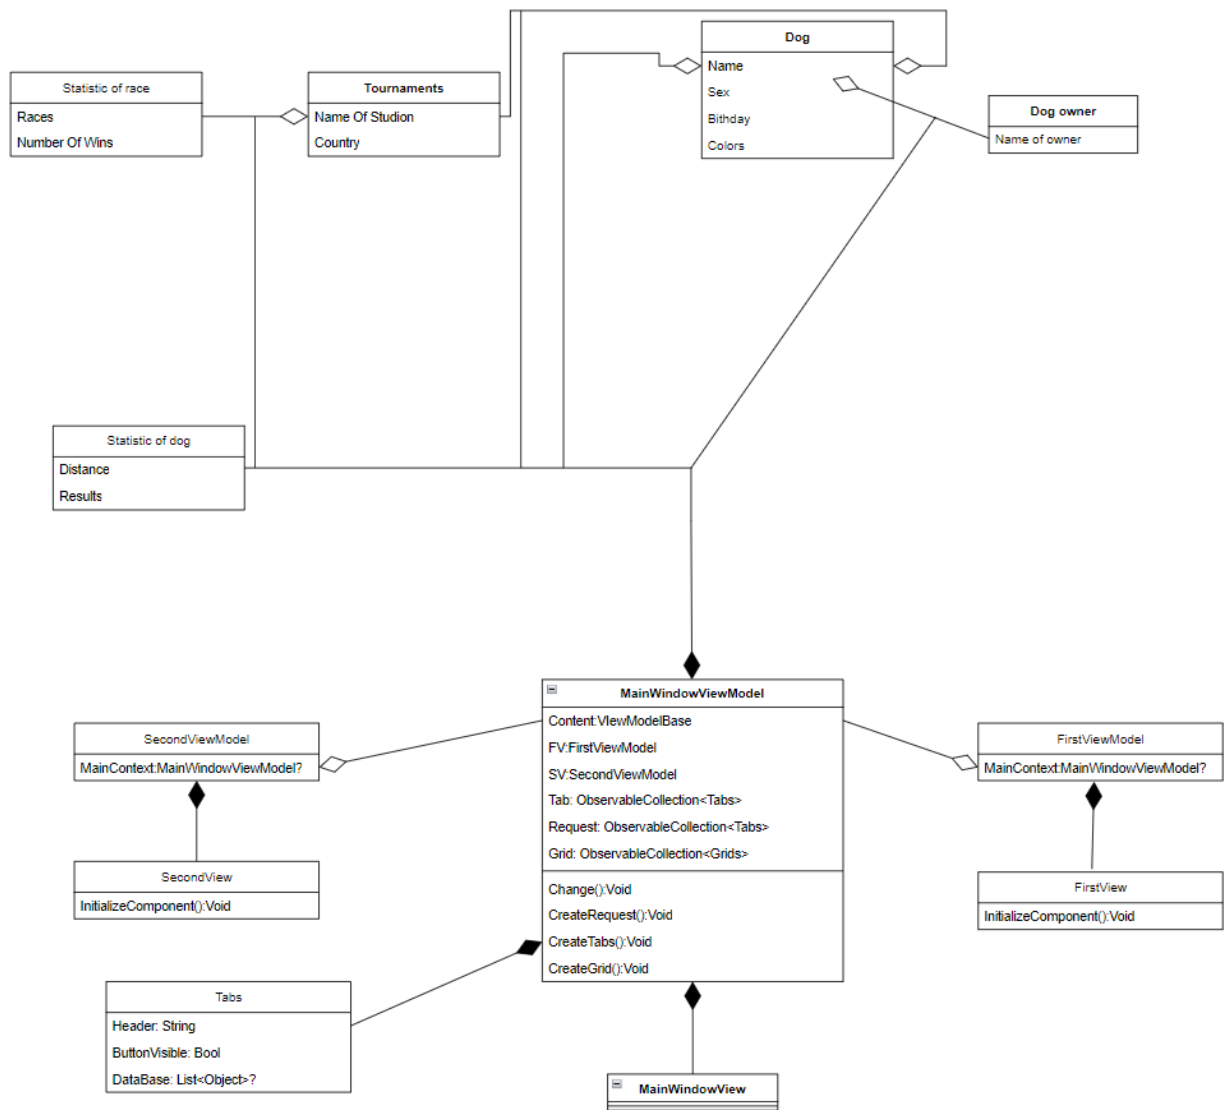 Dog
Name
Sex
Bithday
Colors
Statistic of race
Races
Number Of Wins
Tournaments
Name Of Studion
Country
Dog owner
Name of owner
Statistic of dog
Distance
Results
MainWindowViewModel
Content:VIewModelBase
FV:FirstViewModel
SV:SecondViewModel
Tab: ObservableCollection<Tabs>
Request: ObservableCollection<Tabs>
Grid: ObservableCollection<Grids>
Change():Void
CreateRequest():Void
CreateTabs():Void
CreateGrid():Void
SecondViewModel
MainContext:MainWindowViewModel?
FirstViewModel
MainContext:MainWindowViewModel?
SecondView
InitializeComponent():Void
FirstView
InitializeComponent():Void
Tabs
Header: String
ButtonVisible: Bool
DataBase: List<Object>?
MainWindowView